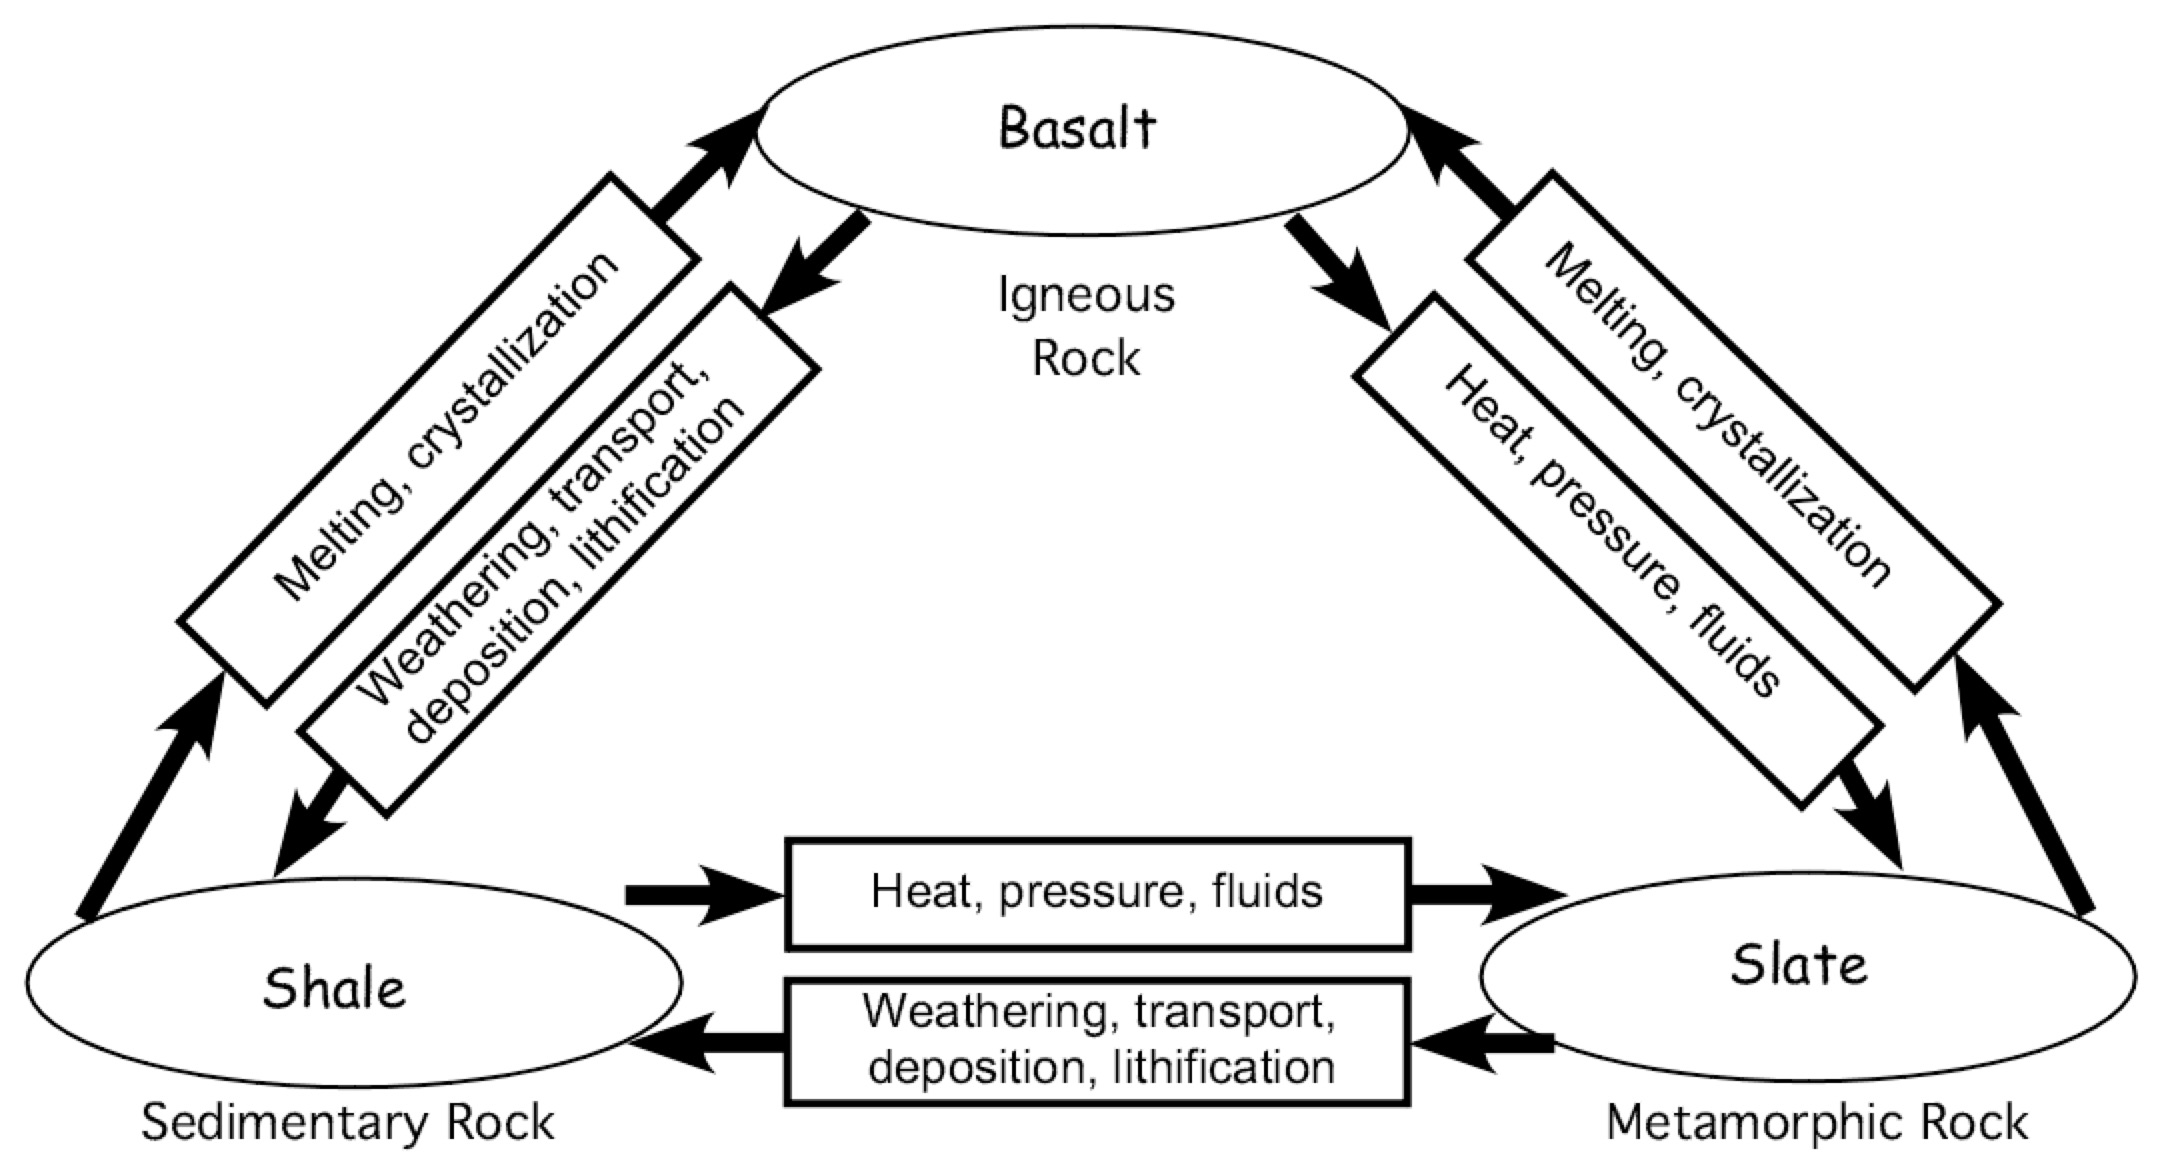 Basalt
Igneous
Rock
Melting, crystallization
Weathering, transport,
deposition, lithification
Melting, crystallization
Heat, pressure, fluids
Heat, pressure, fluids
Weathering, transport,
deposition, lithification
Shale
Sedimentary Rock
Slate
Metamorphic Rock